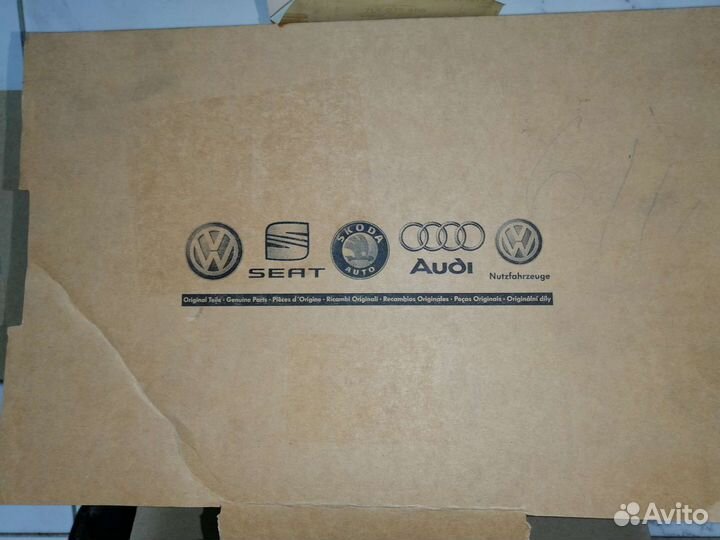 SEAT
SKODA
AUTO
Audi
Nutzfahrzeuge
Original Teile · Genuine Parts · Pièces d'Origine · Ricambi Originali · Recambios Originales · Peças Originais · Originální díly
Avito